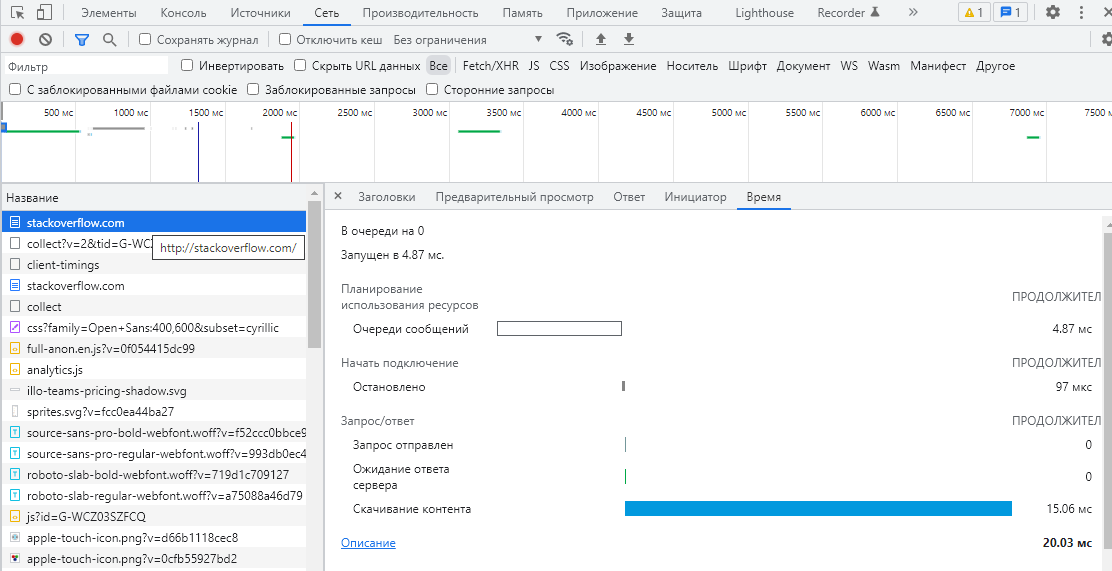 Элементы Консоль Источники Сеть Производительность Память Приложение Защита Lighthouse Recorder » 1 1
Сохранять журнал Отключить кеш Без ограничения
Фильтр Инвертировать Скрыть URL данных Все Fetch/XHR JS CSS Изображение Носитель Шрифт Документ WS Wasm Манифест Другое
С заблокированными файлами cookie Заблокированные запросы Сторонние запросы
500 мс 1000 мс 1500 мс 2000 мс 2500 мс 3000 мс 3500 мс 4000 мс 4500 мс 5000 мс 5500 мс 6000 мс 6500 мс 7000 мс 7500 м
Название
stackoverflow.com
collect?v=2&tid=G-WCZ
http://stackoverflow.com/
client-timings
stackoverflow.com
collect
css?family=Open+Sans:400,600&subset=cyrillic
full-anon.en.js?v=0f054415dc99
analytics.js
illo-teams-pricing-shadow.svg
sprites.svg?v=fcc0ea44ba27
source-sans-pro-bold-webfont.woff?v=f52ccc0bbce9
source-sans-pro-regular-webfont.woff?v=993db0ec4
roboto-slab-bold-webfont.woff?v=719d1c709127
roboto-slab-regular-webfont.woff?v=a75088a46d79
js?id=G-WCZ03SZFCQ
apple-touch-icon.png?v=d66b1118cec8
apple-touch-icon.png?v=0cfb55927bd2
× Заголовки Предварительный просмотр Ответ Инициатор Время
В очереди на 0
Запущен в 4.87 мс.
Планирование
использования ресурсов ПРОДОЛЖИТЕЛ
Очереди сообщений 4.87 мс
Начать подключение ПРОДОЛЖИТЕЛ
Остановлено 97 мкс
Запрос/ответ ПРОДОЛЖИТЕЛ
Запрос отправлен 0
Ожидание ответа
сервера 0
Скачивание контента 15.06 мс
Описание 20.03 мс